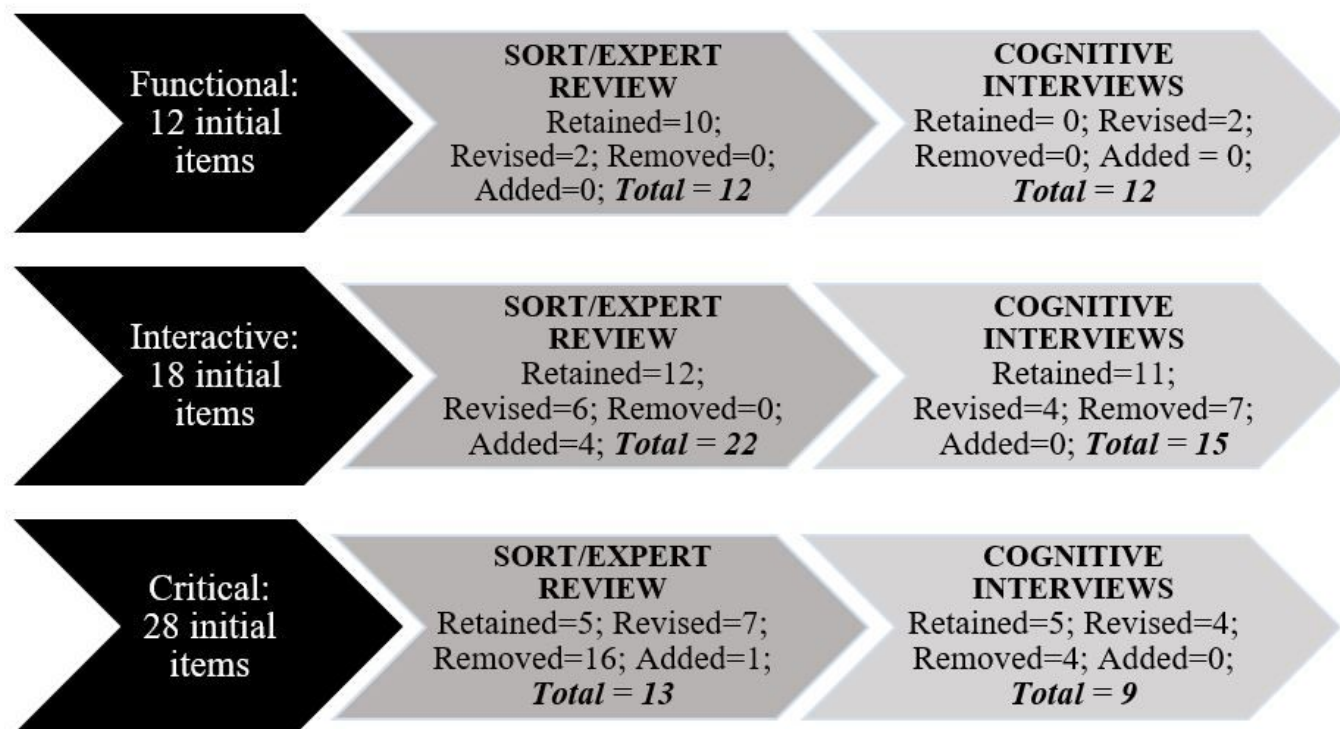 Functional:
12 initial
items
SORT/EXPERT
REVIEW
Retained=10;
Revised=2; Removed=0;
Added=0; Total = 12
COGNITIVE
INTERVIEWS
Retained= 0; Revised=2;
Removed=0; Added = 0;
Total = 12
Interactive:
18 initial
items
SORT/EXPERT
REVIEW
Retained=12;
Revised=6; Removed=0;
Added=4; Total = 22
COGNITIVE
INTERVIEWS
Retained=11;
Revised=4; Removed=7;
Added=0; Total = 15
Critical:
28 initial
items
SORT/EXPERT
REVIEW
Retained=5; Revised=7;
Removed=16; Added=1;
Total = 13
COGNITIVE
INTERVIEWS
Retained=5; Revised=4;
Removed=4; Added=0;
Total = 9